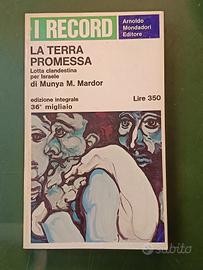 I RECORD
Arnoldo
Mondadori
Editore
LA TERRA
PROMESSA
Lotta clandestina
per Israele
di Munya M. Mardor
edizione integrale
36° migliaio
Lire 350
subito